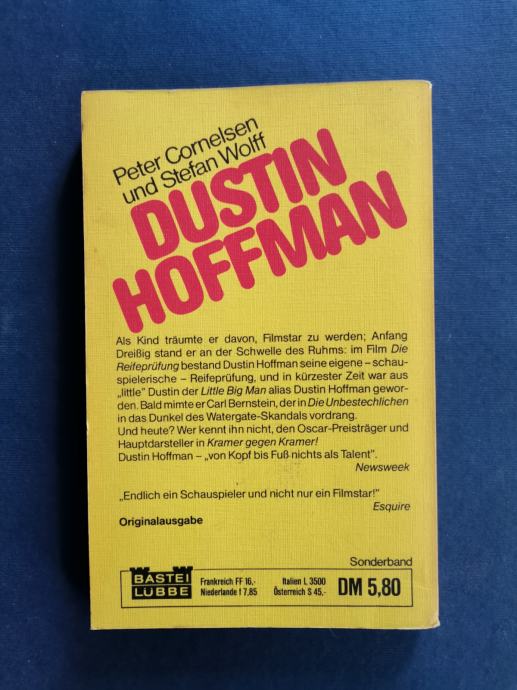 Peter Cornelsen
und Stefan Wolff
DUSTIN
HOFFMAN
Als Kind träumte er davon, Filmstar zu werden; Anfang
Dreißig stand er an der Schwelle des Ruhms: im Film Die
Reifeprüfung bestand Dustin Hoffman seine eigene – schau-
spielerische – Reifeprüfung, und in kürzester Zeit war aus
„little" Dustin der Little Big Man alias Dustin Hoffman gewor-
den. Bald mimte er Carl Bernstein, der in Die Unbestechlichen
in das Dunkel des Watergate-Skandals vordrang.
Und heute? Wer kennt ihn nicht, den Oscar-Preisträger und
Hauptdarsteller in Kramer gegen Kramer!
Dustin Hoffman – „von Kopf bis Fuß nichts als Talent".
Newsweek
„Endlich ein Schauspieler und nicht nur ein Filmstar!"
Esquire
Originalausgabe
Sonderband
BASTEI
LÜBBE
Frankreich FF 16,- Italien L 3500
Niederlande f 7.85 Österreich S 45,-
DM 5,80